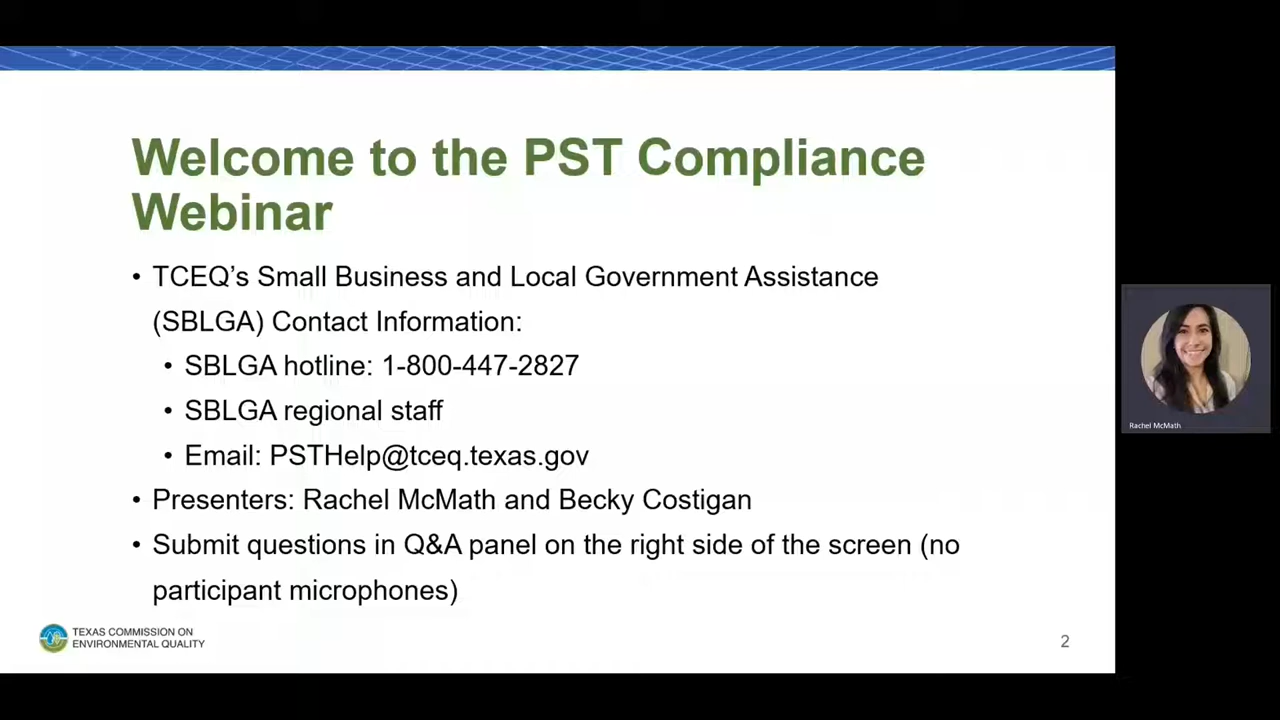 Welcome to the PST Compliance
Webinar
• TCEQ’s Small Business and Local Government Assistance
(SBLGA) Contact Information:
• SBLGA hotline: 1-800-447-2827
• SBLGA regional staff
• Email: PSTHelp@tceq.texas.gov
• Presenters: Rachel McMath and Becky Costigan
• Submit questions in Q&A panel on the right side of the screen (no
participant microphones)
TEXAS COMMISSION ON
ENVIRONMENTAL QUALITY
2
Rachel McMath